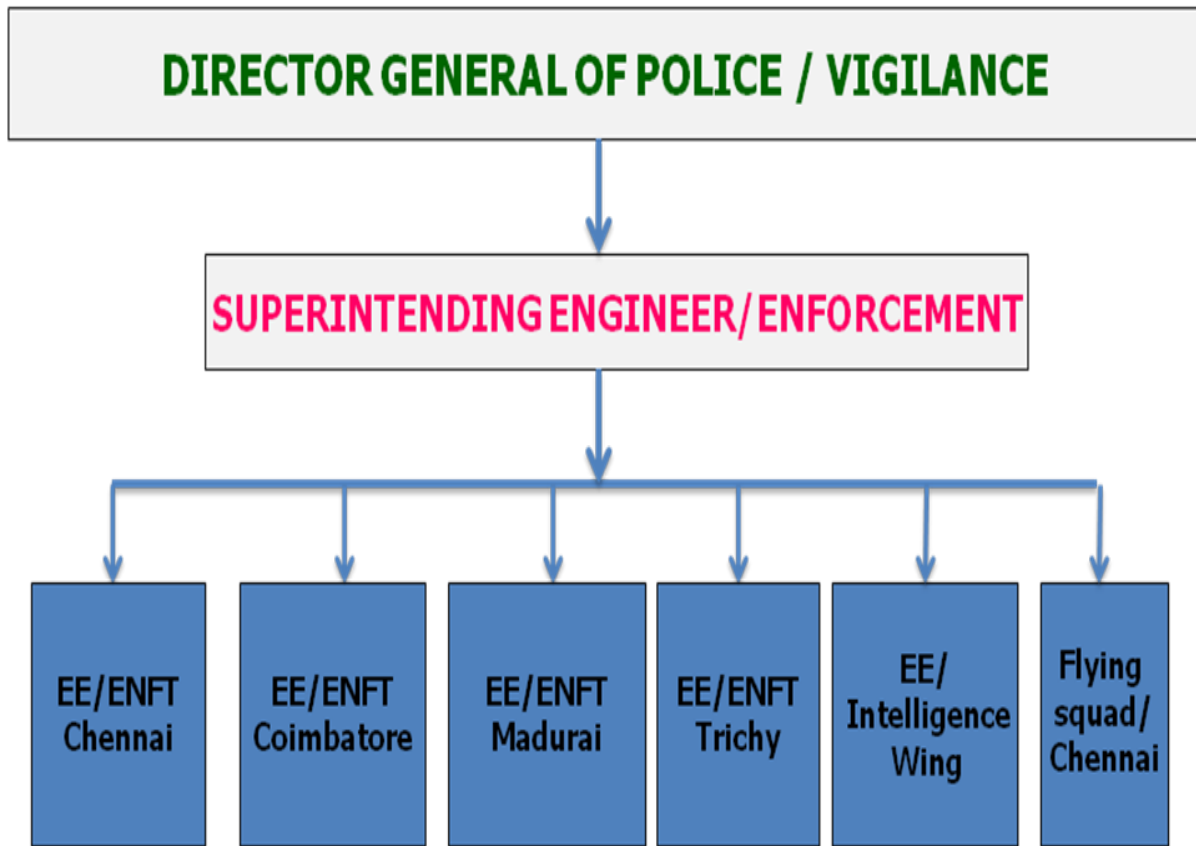 DIRECTOR GENERAL OF POLICE / VIGILANCE
SUPERINTENDING ENGINEER/ ENFORCEMENT
EE/ENFT
Chennai
EE/ENFT
Coimbatore
EE/ENFT
Madurai
EE/ENFT
Trichy
EE/
Intelligence
Wing
Flying
squad/
Chennai